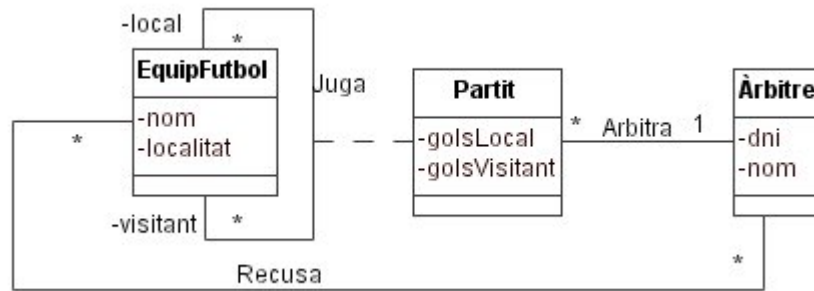 -local
*
EquipFutbol
-nom
-localitat
*
-visitant
*
Juga
Partit
-golsLocal
-golsVisitant
* Arbitra 1
Àrbitre
-dni
-nom
*
Recusa